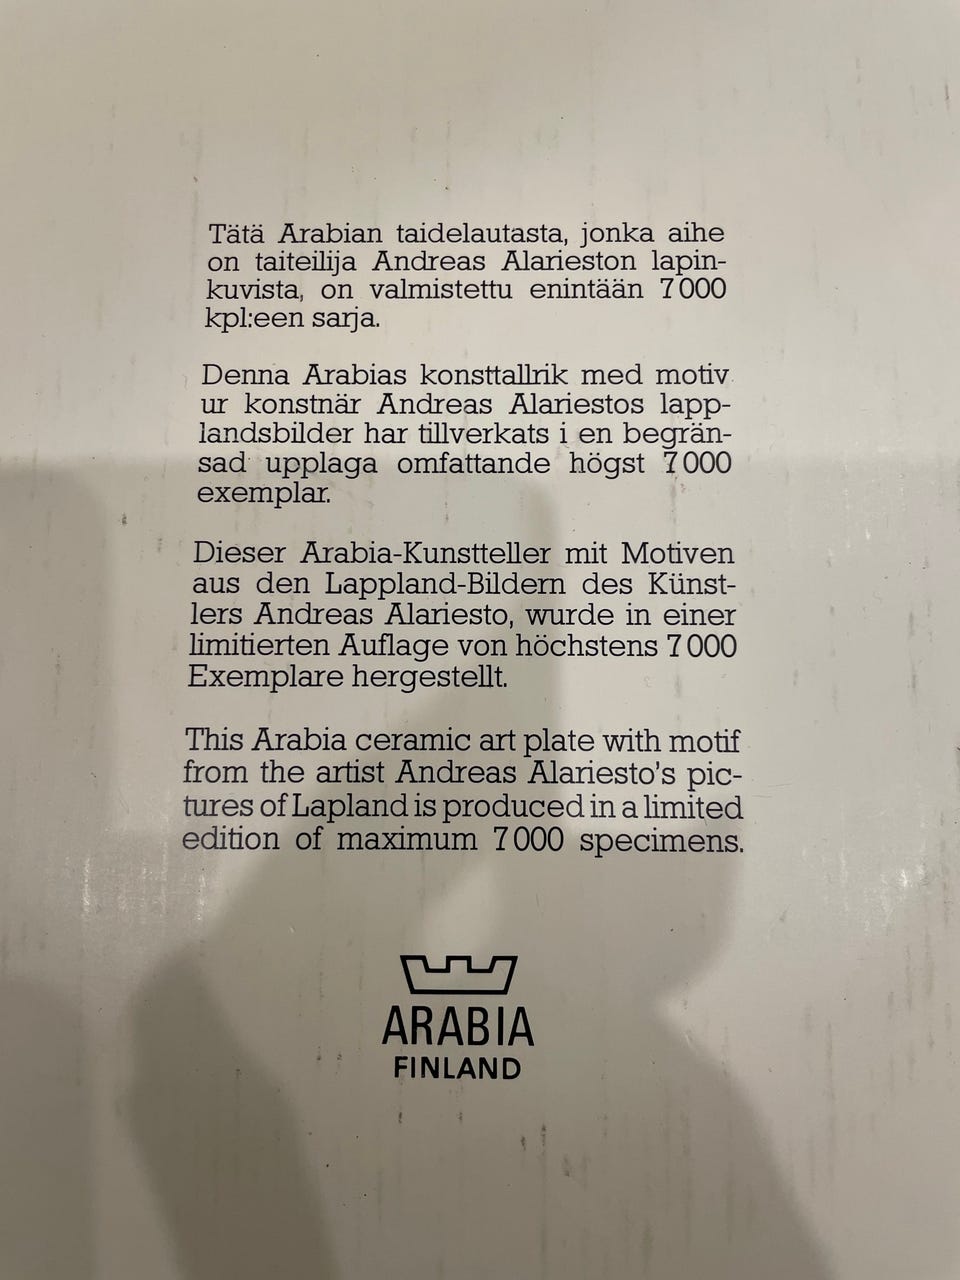 Tätä Arabian taidelautasta, jonka aihe
on taiteilija Andreas Alarieston lapin-
kuvista, on valmistettu enintään 7000
kpl:een sarja.
Denna Arabias konsttallrik med motiv
ur konstnär Andreas Alariestos lapp-
landsbilder har tillverkats i en begrän-
sad upplaga omfattande högst 7000
exemplar.
Dieser Arabia-Kunstteller mit Motiven
aus den Lappland-Bildern des Künst-
lers Andreas Alariesto, wurde in einer
limitierten Auflage von höchstens 7000
Exemplare hergestellt.
This Arabia ceramic art plate with motif
from the artist Andreas Alariesto's pic-
tures of Lapland is produced in a limited
edition of maximum 7000 specimens.
ARABIA
FINLAND